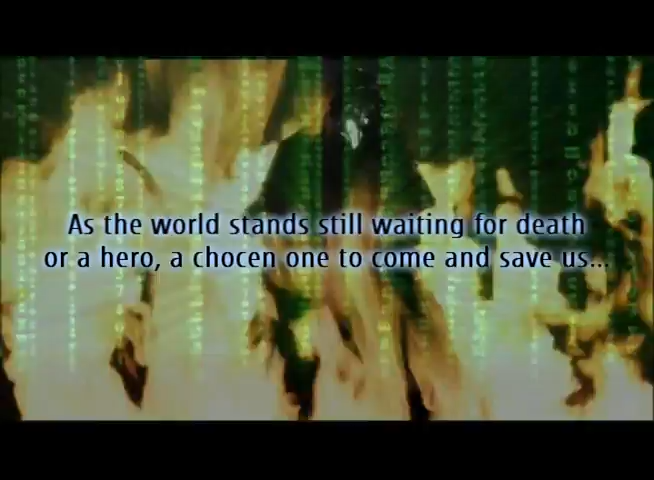 As the world stands still waiting for death
or a hero, a chocen one to come and save us...